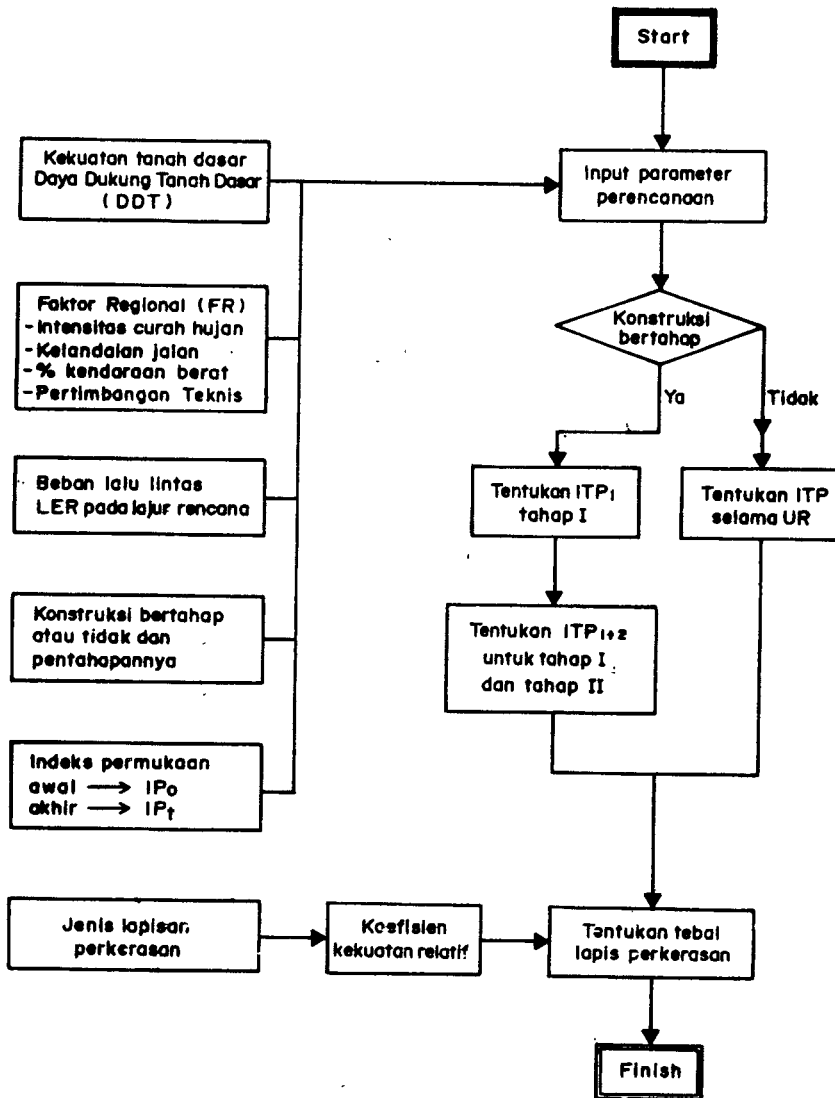 Start
Kekuatan tanah dasar
Daya Dukung Tanah Dasar
(DDT)
Input parameter
perencanaan
Faktor Regional (FR)
-Intensitas curah hujan
-Kelandaian jalan
-% kendaraan berat
-Pertimbangan Teknis
Konstruksi
bertahap
Ya
Tidak
Beban lalu lintas
LER pada lajur rencana
Tentukan ITP1
tahap I
Tentukan ITP
selama UR
Konstruksi bertahap
atau tidak dan
pentahapannya
Tentukan ITP1+2
untuk tahap I
dan tahap II
Indeks permukaan
awal → IPo
akhir → IPt
Jenis lapisan
perkerasan
Koefisien
kekuatan relatif
Tentukan tebal
lapis perkerasan
Finish